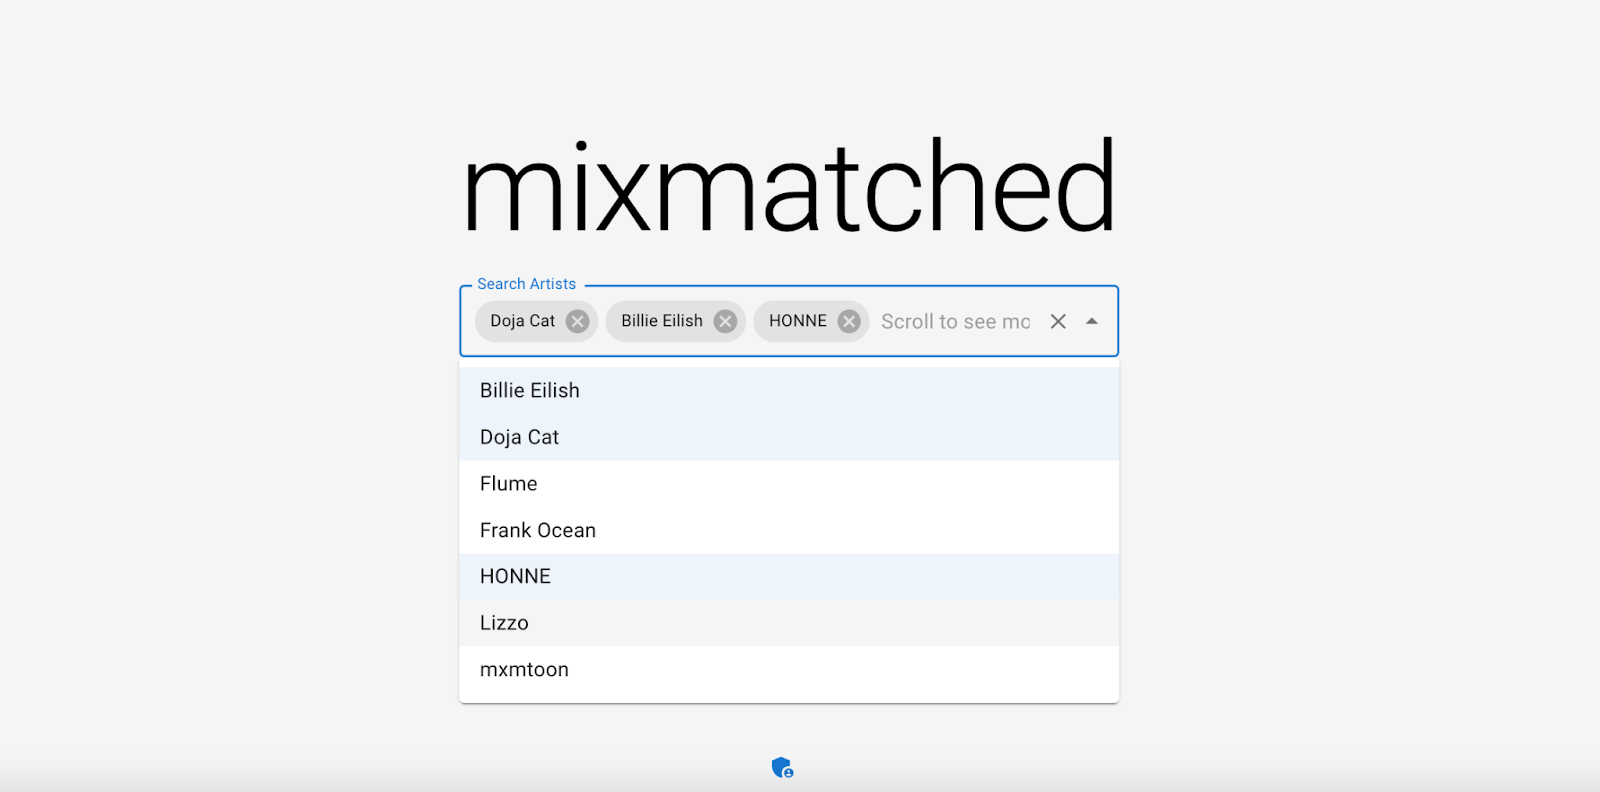 mixmatched
Search Artists
Doja Cat Billie Eilish HONNE Scroll to see mo
Billie Eilish
Doja Cat
Flume
Frank Ocean
HONNE
Lizzo
mxmtoon